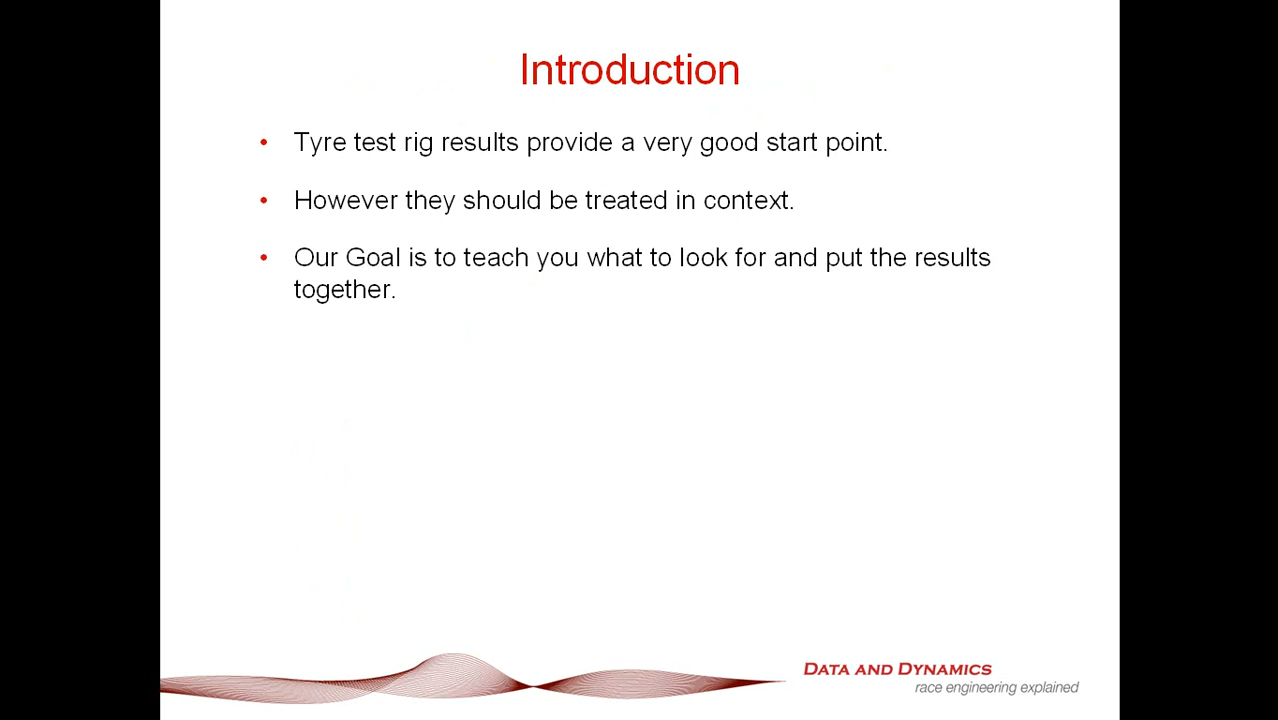 Introduction
• Tyre test rig results provide a very good start point.
• However they should be treated in context.
• Our Goal is to teach you what to look for and put the results
together.
DATA AND DYNAMICS
race engineering explained